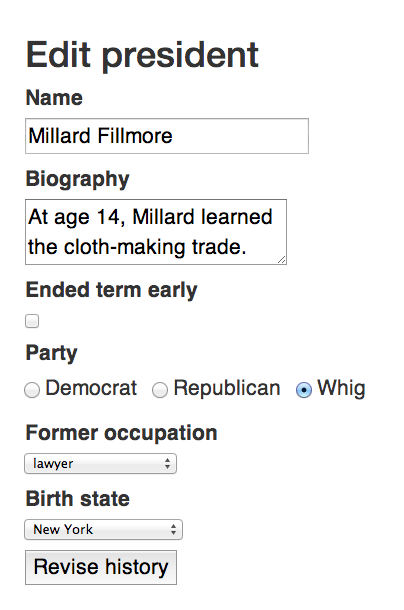 Edit president
Name
Millard Fillmore
Biography
At age 14, Millard learned
the cloth-making trade.
Ended term early
Party
Democrat Republican Whig
Former occupation
lawyer
Birth state
New York
Revise history